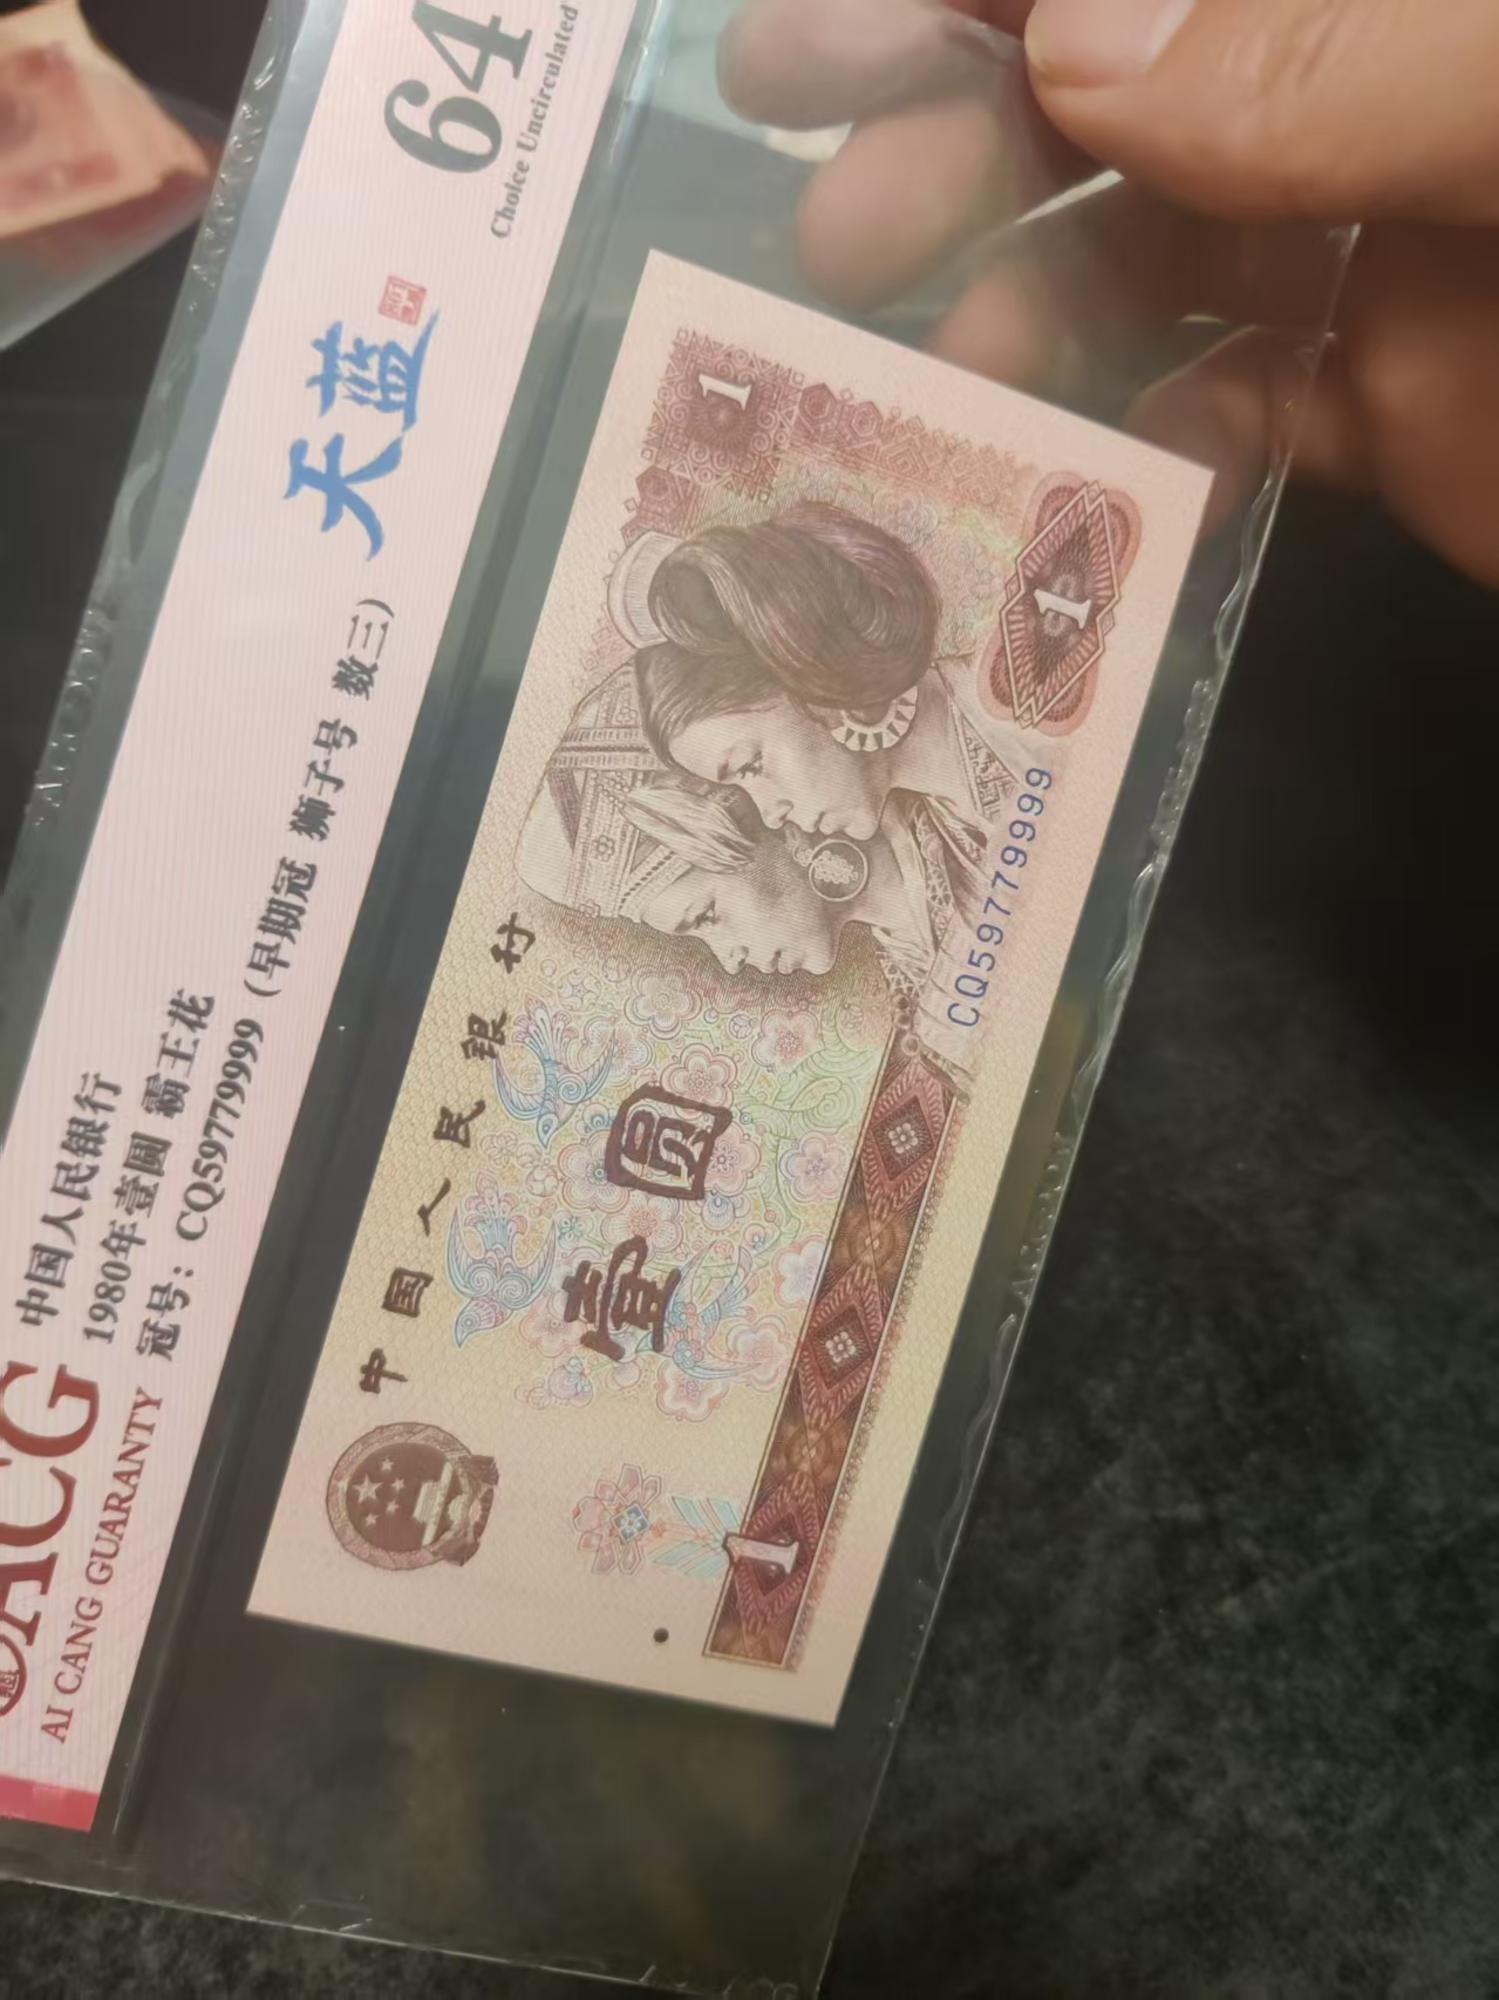 中国人民银行
1980年壹圆 霸王花
冠号：CQ59779999（早期冠 狮子号 数三）
ACG
AI CANG GUARANTY
天蓝
64
Choice Uncirculated
中国人民银行
壹圆
1
1
1
CQ59779999